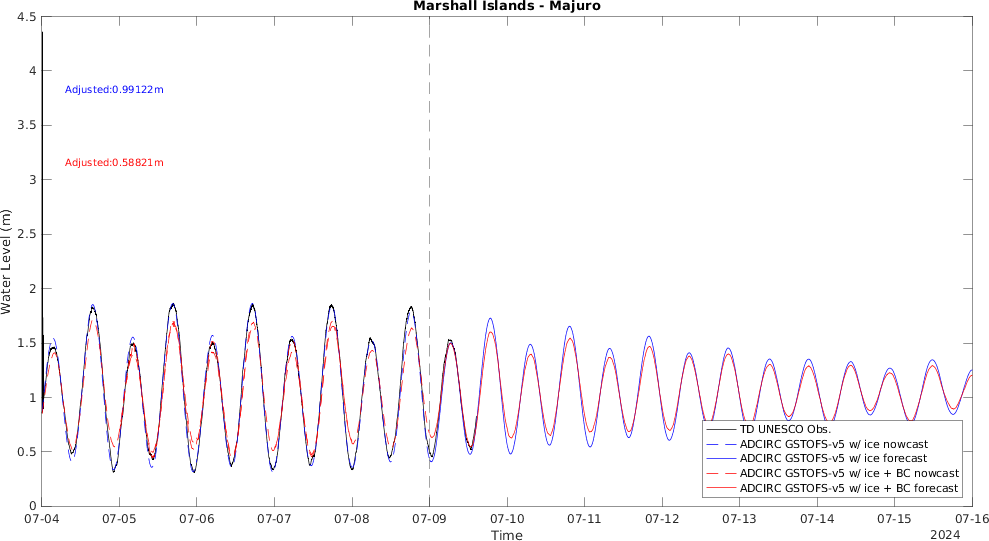 Marshall Islands - Majuro
4.5
4
3.5
3
2.5
2
1.5
1
0.5
0
Water Level (m)
Adjusted:0.99122m
Adjusted:0.58821m
TD UNESCO Obs.
ADCIRC GSTOFS-v5 w/ ice nowcast
ADCIRC GSTOFS-v5 w/ ice forecast
ADCIRC GSTOFS-v5 w/ ice + BC nowcast
ADCIRC GSTOFS-v5 w/ ice + BC forecast
07-04 07-05 07-06 07-07 07-08 07-09 07-10 07-11 07-12 07-13 07-14 07-15 07-16
Time
2024